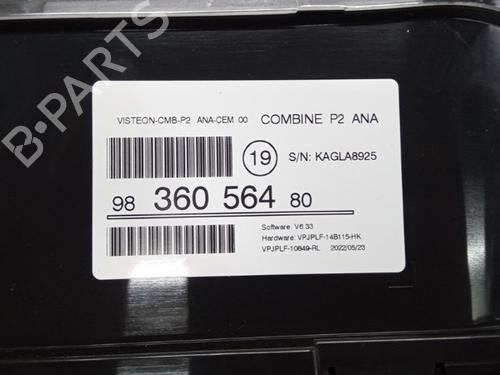 B-PARTS
VISTEON-CMB-P2 ANA-CEM 00 COMBINE P2 ANA
19 S/N: KAGLA8925
98 360 564 80
Software: V6.33
Hardware: VPJPLF-14B115-HK
VPJPLF-10849-RL 2022/05/23